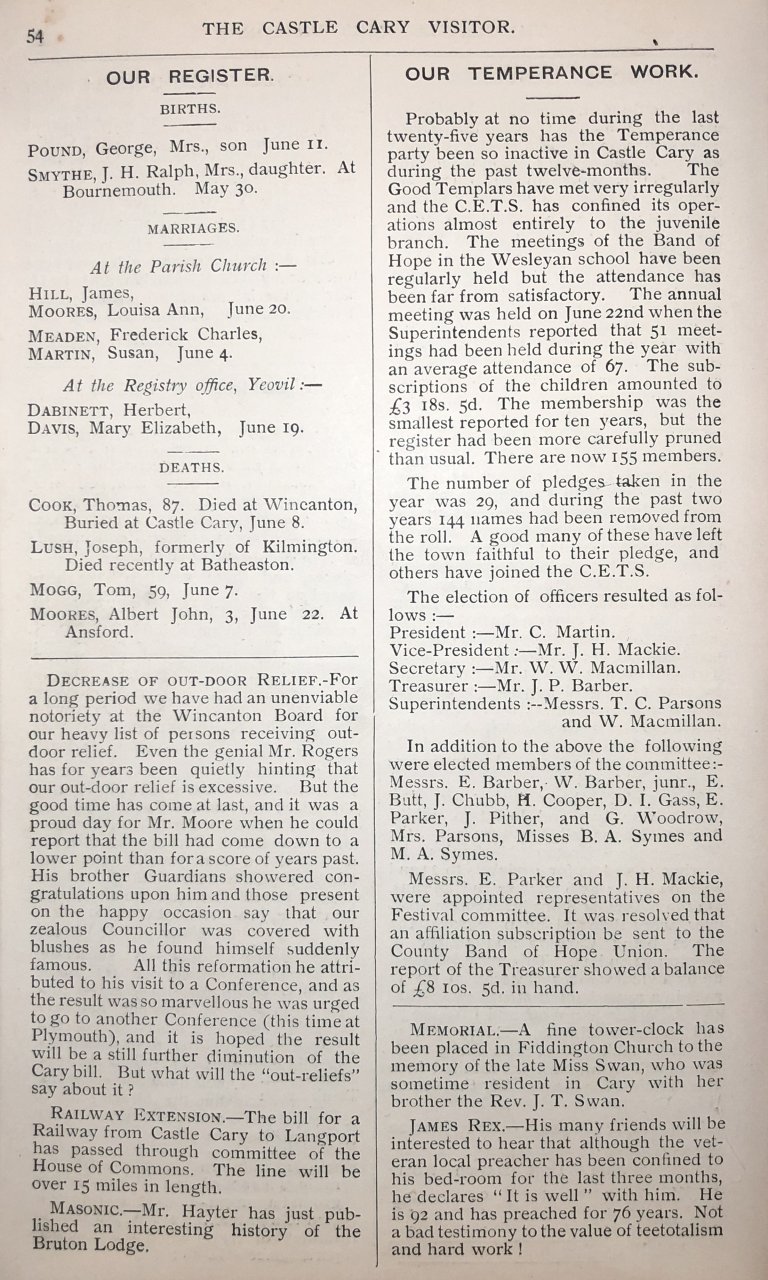 54
THE CASTLE CARY VISITOR.
OUR REGISTER.
BIRTHS.
POUND, George, Mrs., son June 11.
SMYTHE, J. H. Ralph, Mrs., daughter. At
Bournemouth. May 30.
MARRIAGES.
At the Parish Church :—
HILL, James,
MOORES, Louisa Ann, June 20.
MEADEN, Frederick Charles,
MARTIN, Susan, June 4.
At the Registry office, Yeovil :—
DABINETT, Herbert,
DAVIS, Mary Elizabeth, June 19.
DEATHS.
COOK, Thomas, 87. Died at Wincanton,
Buried at Castle Cary, June 8.
LUSH, Joseph, formerly of Kilmington.
Died recently at Batheaston.
MOGG, Tom, 59, June 7.
MOORES, Albert John, 3, June 22. At
Ansford.
DECREASE OF OUT-DOOR RELIEF.-For
a long period we have had an unenviable
notoriety at the Wincanton Board for
our heavy list of persons receiving out-
door relief. Even the genial Mr. Rogers
has for years been quietly hinting that
our out-door relief is excessive. But the
good time has come at last, and it was a
proud day for Mr. Moore when he could
report that the bill had come down to a
lower point than for a score of years past.
His brother Guardians showered con-
gratulations upon him and those present
on the happy occasion say that our
zealous Councillor was covered with
blushes as he found himself suddenly
famous. All this reformation he attri-
buted to his visit to a Conference, and as
the result was so marvellous he was urged
to go to another Conference (this time at
Plymouth), and it is hoped the result
will be a still further diminution of the
Cary bill. But what will the "out-reliefs"
say about it ?
RAILWAY EXTENSION.—The bill for a
Railway from Castle Cary to Langport
has passed through committee of the
House of Commons. The line will be
over 15 miles in length.
MASONIC.—Mr. Hayter has just pub-
lished an interesting history of the
Bruton Lodge.
OUR TEMPERANCE WORK.
Probably at no time during the last
twenty-five years has the Temperance
party been so inactive in Castle Cary as
during the past twelve-months. The
Good Templars have met very irregularly
and the C.E.T.S. has confined its oper-
ations almost entirely to the juvenile
branch. The meetings of the Band of
Hope in the Wesleyan school have been
regularly held but the attendance has
been far from satisfactory. The annual
meeting was held on June 22nd when the
Superintendents reported that 51 meet-
ings had been held during the year with
an average attendance of 67. The sub-
scriptions of the children amounted to
£3 18s. 5d. The membership was the
smallest reported for ten years, but the
register had been more carefully pruned
than usual. There are now 155 members.
The number of pledges taken in the
year was 29, and during the past two
years 144 names had been removed from
the roll. A good many of these have left
the town faithful to their pledge, and
others have joined the C.E.T.S.
The election of officers resulted as fol-
lows :—
President :—Mr. C. Martin.
Vice-President :—Mr. J. H. Mackie.
Secretary :—Mr. W. W. Macmillan.
Treasurer :—Mr. J. P. Barber.
Superintendents :--Messrs. T. C. Parsons
and W. Macmillan.
In addition to the above the following
were elected members of the committee:-
Messrs. E. Barber, W. Barber, junr., E.
Butt, J. Chubb, H. Cooper, D. I. Gass, E.
Parker, J. Pither, and G. Woodrow,
Mrs. Parsons, Misses B. A. Symes and
M. A. Symes.
Messrs. E. Parker and J. H. Mackie,
were appointed representatives on the
Festival committee. It was resolved that
an affiliation subscription be sent to the
County Band of Hope Union. The
report of the Treasurer showed a balance
of £8 10s. 5d. in hand.
MEMORIAL.—A fine tower-clock has
been placed in Fiddington Church to the
memory of the late Miss Swan, who was
sometime resident in Cary with her
brother the Rev. J. T. Swan.
JAMES REX.—His many friends will be
interested to hear that although the vet-
eran local preacher has been confined to
his bed-room for the last three months,
he declares " It is well " with him. He
is 92 and has preached for 76 years. Not
a bad testimony to the value of teetotalism
and hard work !